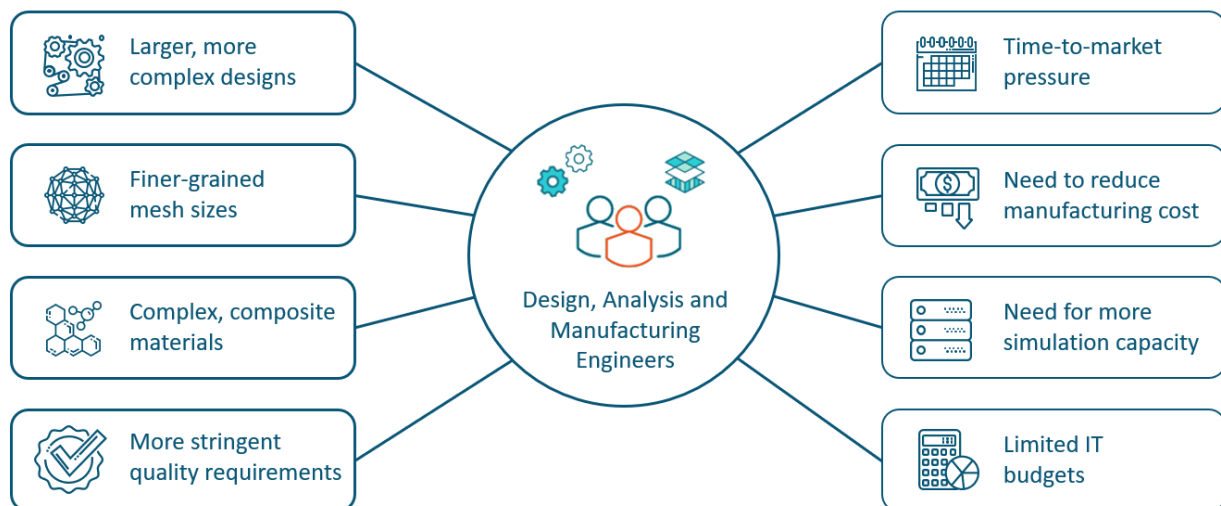 Larger, more
complex designs
Finer-grained
mesh sizes
Complex, composite
materials
More stringent
quality requirements
Design, Analysis and
Manufacturing
Engineers
Time-to-market
pressure
$
Need to reduce
manufacturing cost
Need for more
simulation capacity
Limited IT
budgets